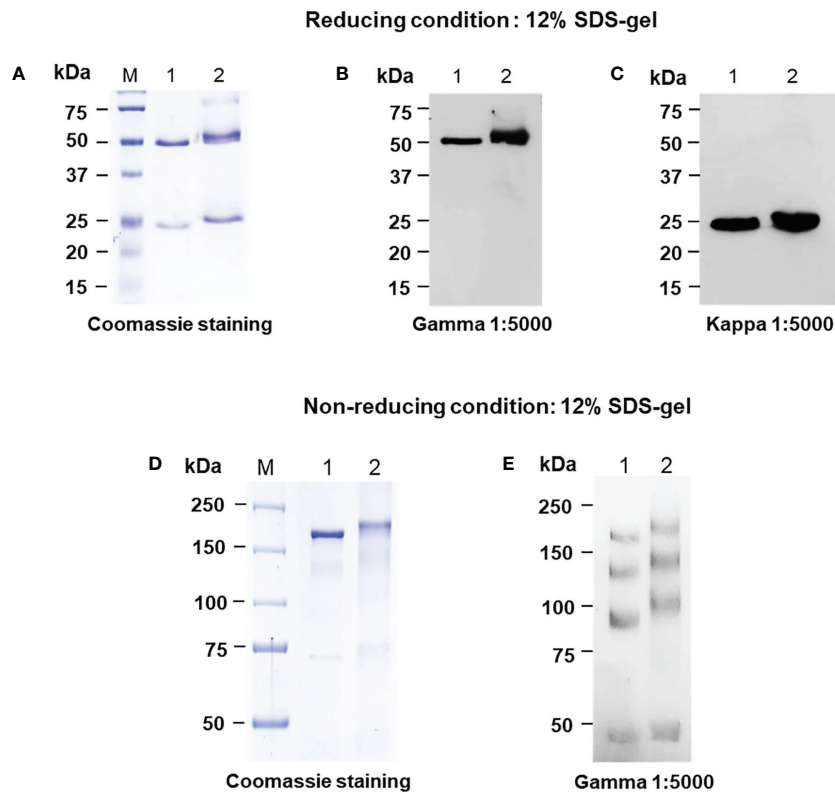 Reducing condition : 12% SDS-gel
A kDa M 1 2
75
50
37
25
20
15
Coomassie staining
B kDa 1 2
75
50
37
25
20
15
Gamma 1:5000
C kDa 1 2
75
50
37
25
20
15
Kappa 1:5000
Non-reducing condition: 12% SDS-gel
D kDa M 1 2
250
150
100
75
50
Coomassie staining
E kDa 1 2
250
150
100
75
50
Gamma 1:5000